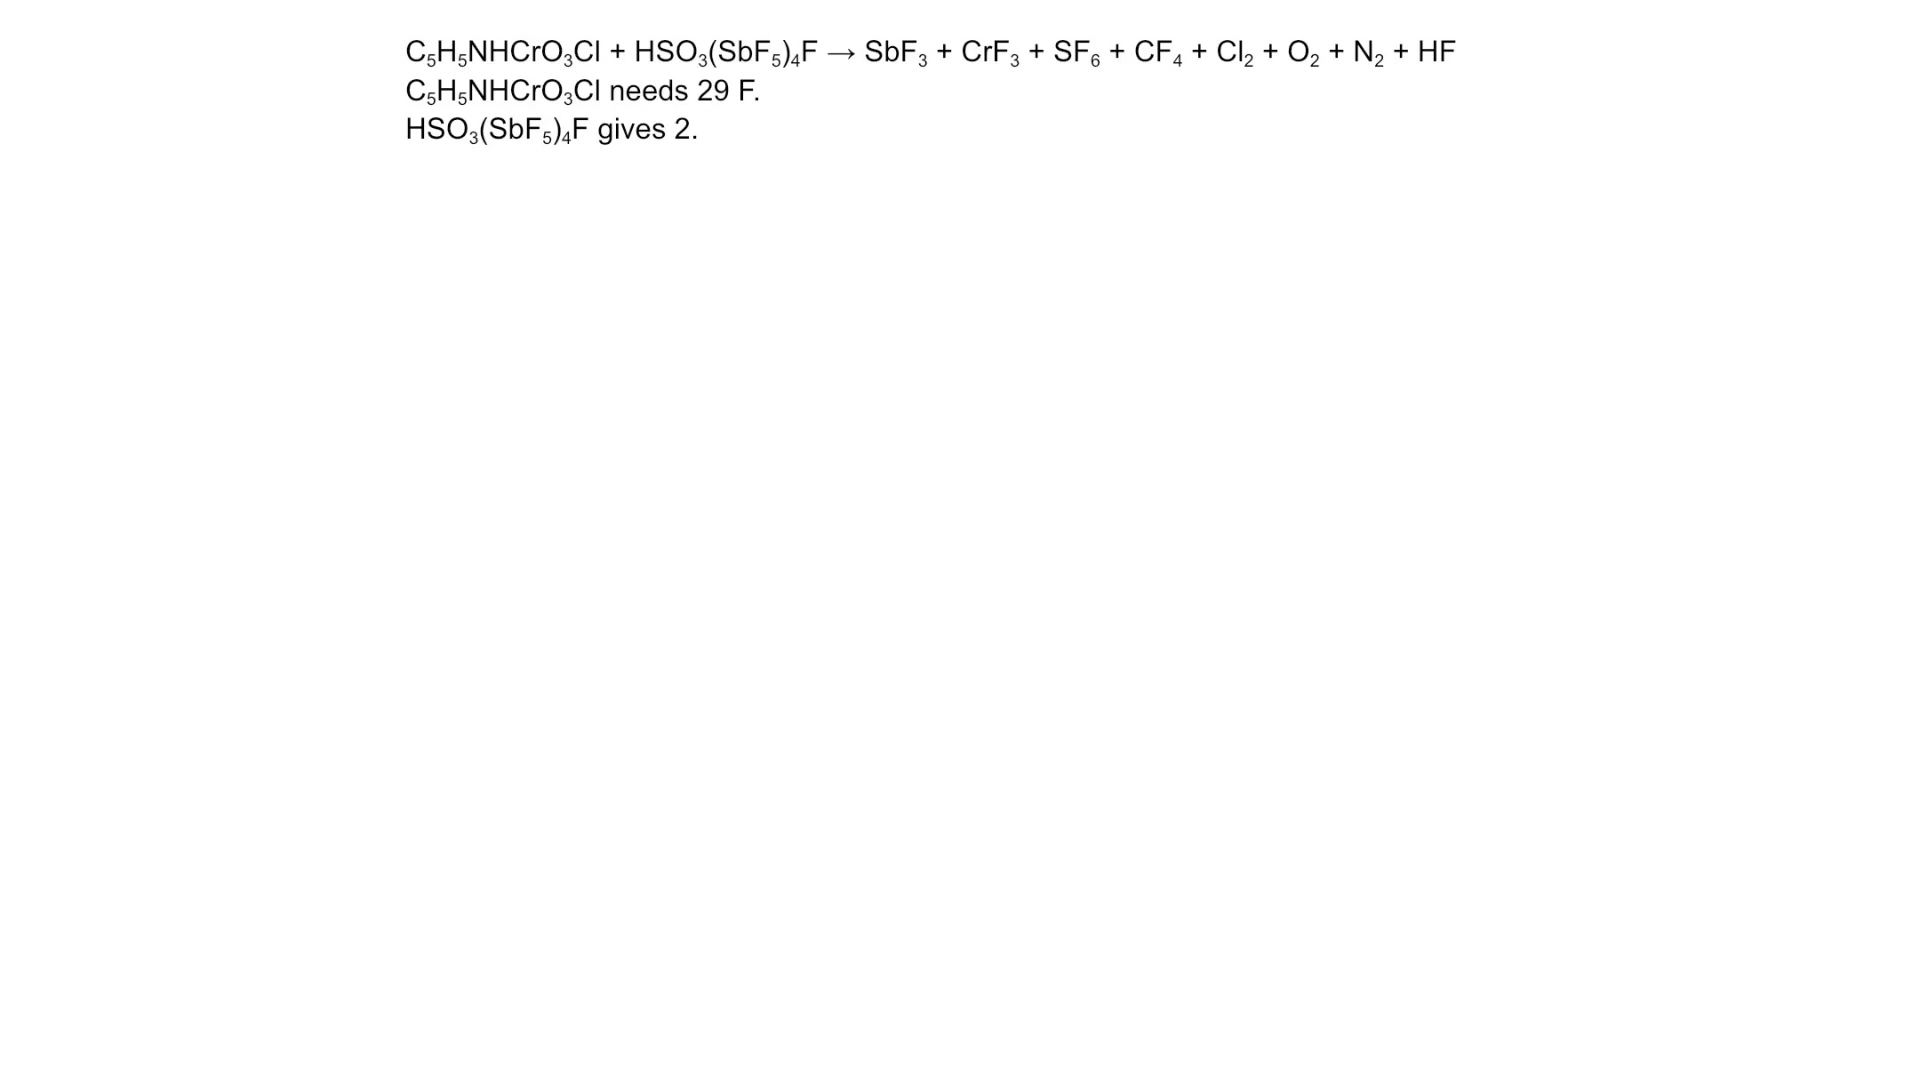 C₅H₅NHCrO₃Cl + HSO₃(SbF₅)₄F → SbF₃ + CrF₃ + SF₆ + CF₄ + Cl₂ + O₂ + N₂ + HF
C₅H₅NHCrO₃Cl needs 29 F.
HSO₃(SbF₅)₄F gives 2.